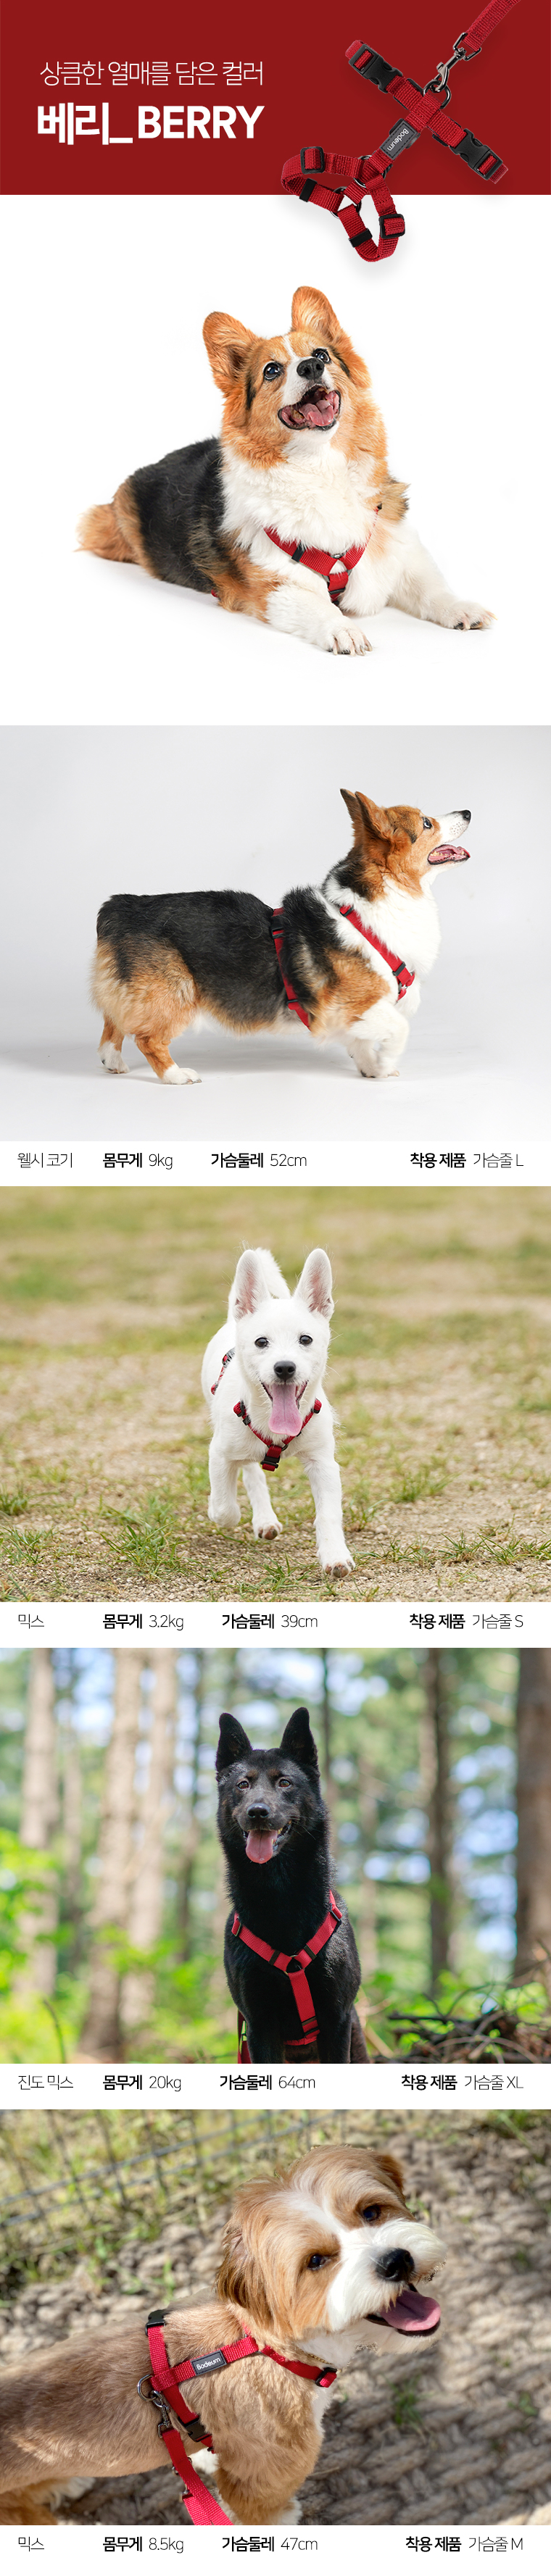 상큼한 열매를 담은 컬러
베리_BERRY
Bodeum
웰시 코기 몸무게 9kg 가슴둘레 52cm 착용 제품 가슴줄 L
믹스 몸무게 3.2kg 가슴둘레 39cm 착용 제품 가슴줄 S
진도 믹스 몸무게 20kg 가슴둘레 64cm 착용 제품 가슴줄 XL
Bodeum
믹스 몸무게 8.5kg 가슴둘레 47cm 착용 제품 가슴줄 M